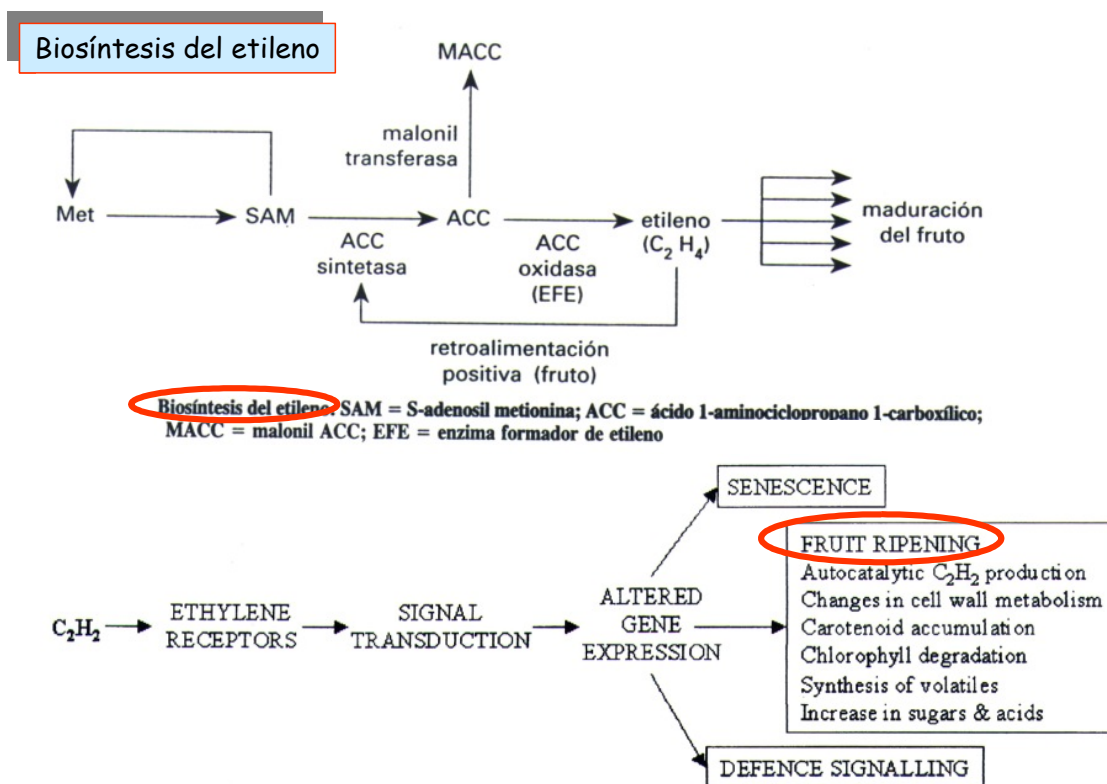 Biosíntesis del etileno
MACC
malonil
transferasa
Met
SAM
ACC
etileno
(C₂ H₄)
maduración
del fruto
ACC
sintetasa
ACC
oxidasa
(EFE)
retroalimentación
positiva (fruto)
Biosíntesis del etileno. SAM = S-adenosil metionina; ACC = ácido 1-aminociclopropano 1-carboxílico;
MACC = malonil ACC; EFE = enzima formador de etileno
SENESCENCE
FRUIT RIPENING
Autocatalytic C₂H₂ production
Changes in cell wall metabolism
Carotenoid accumulation
Chlorophyll degradation
Synthesis of volatiles
Increase in sugars & acids
C₂H₂
ETHYLENE
RECEPTORS
SIGNAL
TRANSDUCTION
ALTERED
GENE
EXPRESSION
DEFENCE SIGNALLING